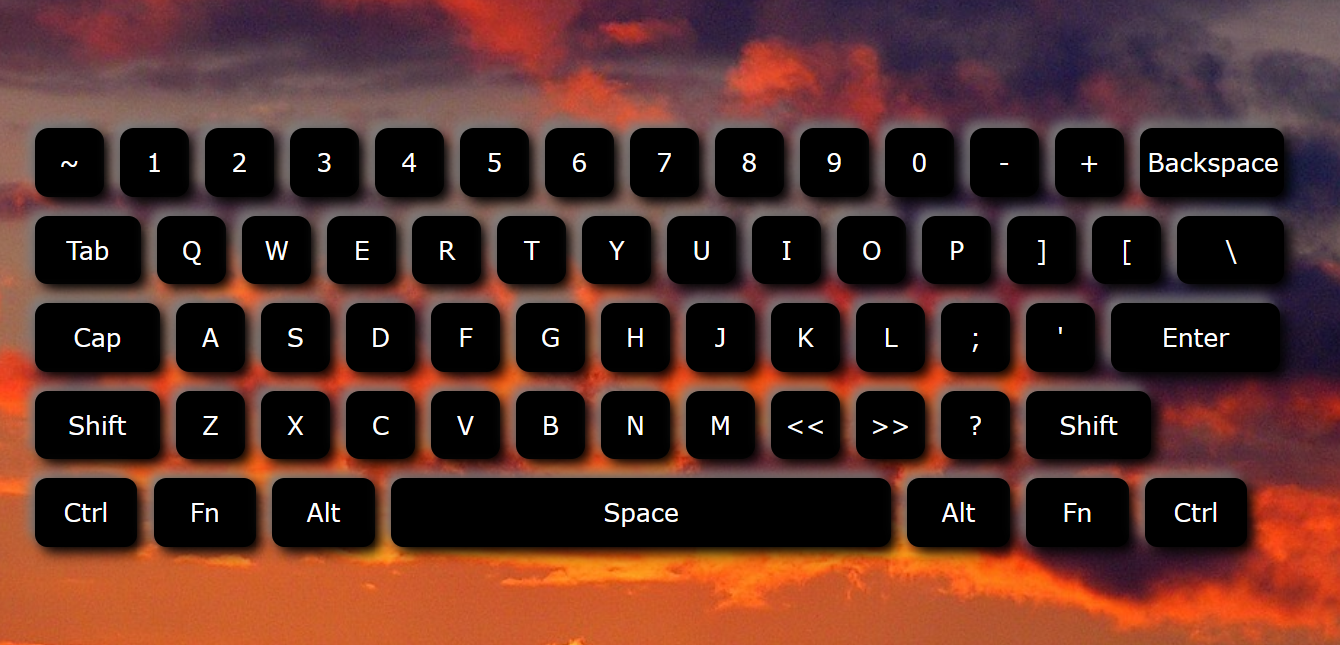 ~ 1 2 3 4 5 6 7 8 9 0 - + Backspace
Tab Q W E R T Y U I O P ] [ \
Cap A S D F G H J K L ; ' Enter
Shift Z X C V B N M << >> ? Shift
Ctrl Fn Alt Space Alt Fn Ctrl